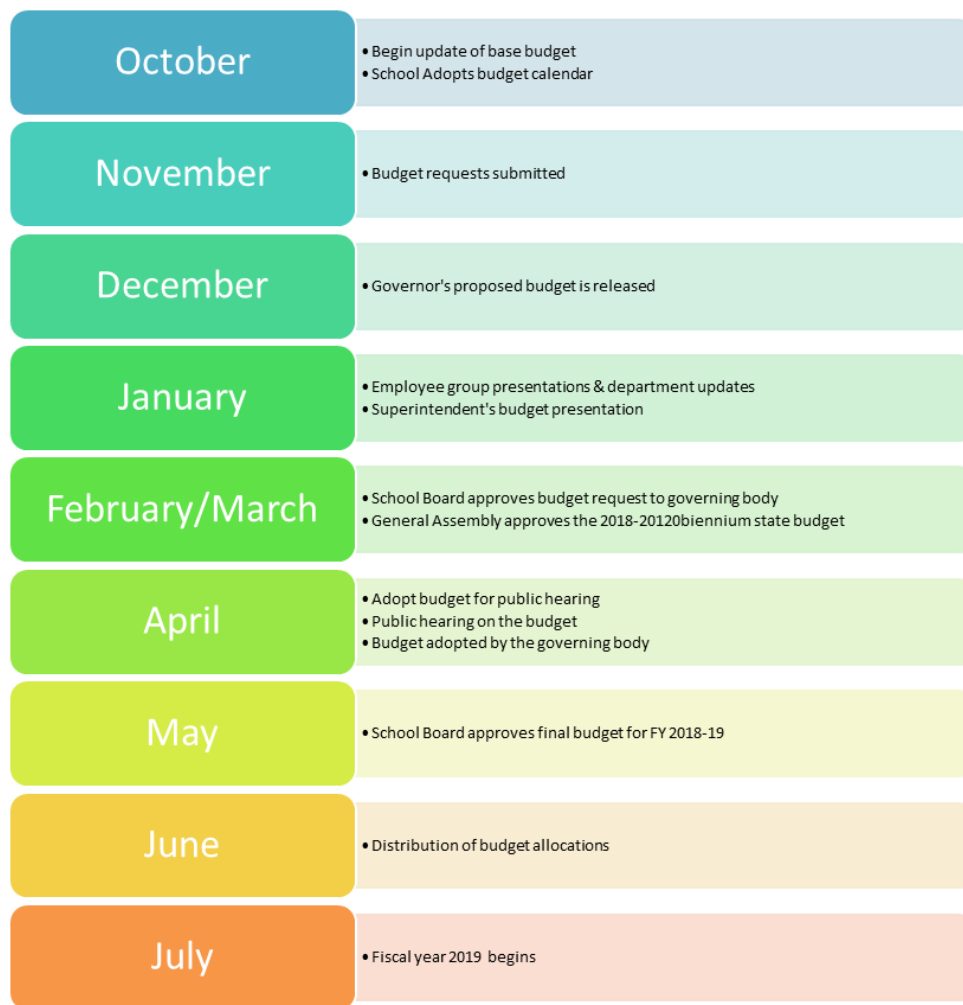 October
• Begin update of base budget
• School Adopts budget calendar
November
• Budget requests submitted
December
• Governor's proposed budget is released
January
• Employee group presentations & department updates
• Superintendent's budget presentation
February/March
• School Board approves budget request to governing body
• General Assembly approves the 2018-20120biennium state budget
April
• Adopt budget for public hearing
• Public hearing on the budget
• Budget adopted by the governing body
May
• School Board approves final budget for FY 2018-19
June
• Distribution of budget allocations
July
• Fiscal year 2019 begins